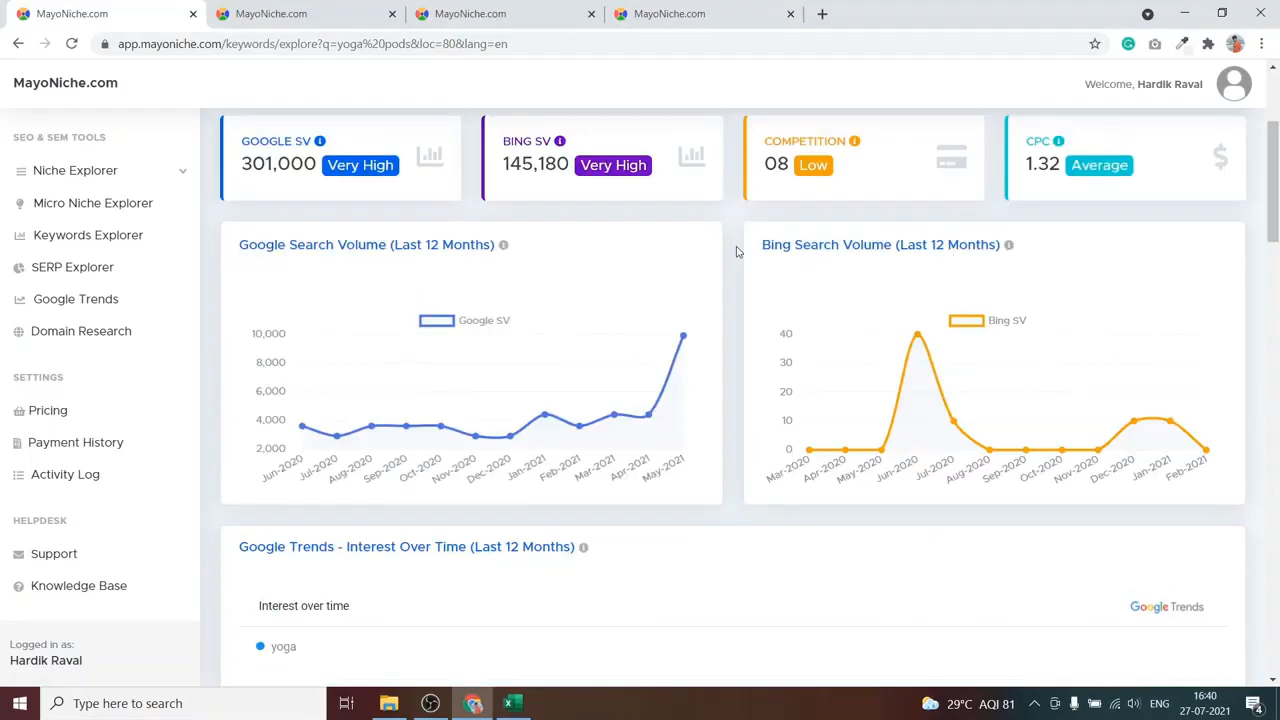 MayoNiche.com
MayoNiche.com
MayoNiche.com
MayoNiche.com
app.mayoniche.com/keywords/explore?q=yoga%20pods&loc=80&lang=en
MayoNiche.com
Welcome, Hardik Raval
SEO & SEM TOOLS
Niche Explorer
Micro Niche Explorer
Keywords Explorer
SERP Explorer
Google Trends
Domain Research
SETTINGS
Pricing
Payment History
Activity Log
HELPDESK
Support
Knowledge Base
Logged in as:
Hardik Raval
GOOGLE SV
301,000 Very High
BING SV
145,180 Very High
COMPETITION
08 Low
CPC
1.32 Average
Google Search Volume (Last 12 Months)
Google SV
10,000
8,000
6,000
4,000
2,000
Jun-2020
Jul-2020
Aug-2020
Sep-2020
Oct-2020
Nov-2020
Dec-2020
Jan-2021
Feb-2021
Mar-2021
Apr-2021
May-2021
Bing Search Volume (Last 12 Months)
Bing SV
40
30
20
10
0
Mar-2020
Apr-2020
May-2020
Jun-2020
Jul-2020
Aug-2020
Sep-2020
Oct-2020
Nov-2020
Dec-2020
Jan-2021
Feb-2021
Google Trends - Interest Over Time (Last 12 Months)
Interest over time
Google Trends
yoga
Type here to search
29°C AQI 81
ENG
16:40
27-07-2021
4